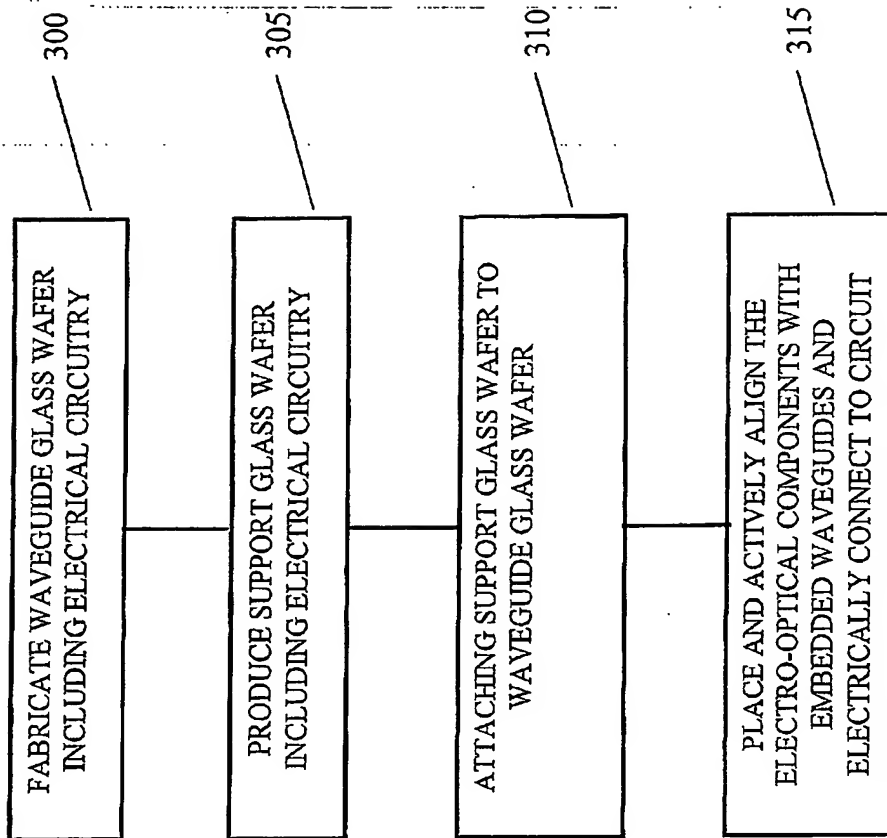 300
FABRICATE WAVEGUIDE GLASS WAFER
INCLUDING ELECTRICAL CIRCUITRY
305
PRODUCE SUPPORT GLASS WAFER
INCLUDING ELECTRICAL CIRCUITRY
310
ATTACHING SUPPORT GLASS WAFER TO
WAVEGUIDE GLASS WAFER
315
PLACE AND ACTIVELY ALIGN THE
ELECTRO-OPTICAL COMPONENTS WITH
EMBEDDED WAVEGUIDES AND
ELECTRICALLY CONNECT TO CIRCUIT